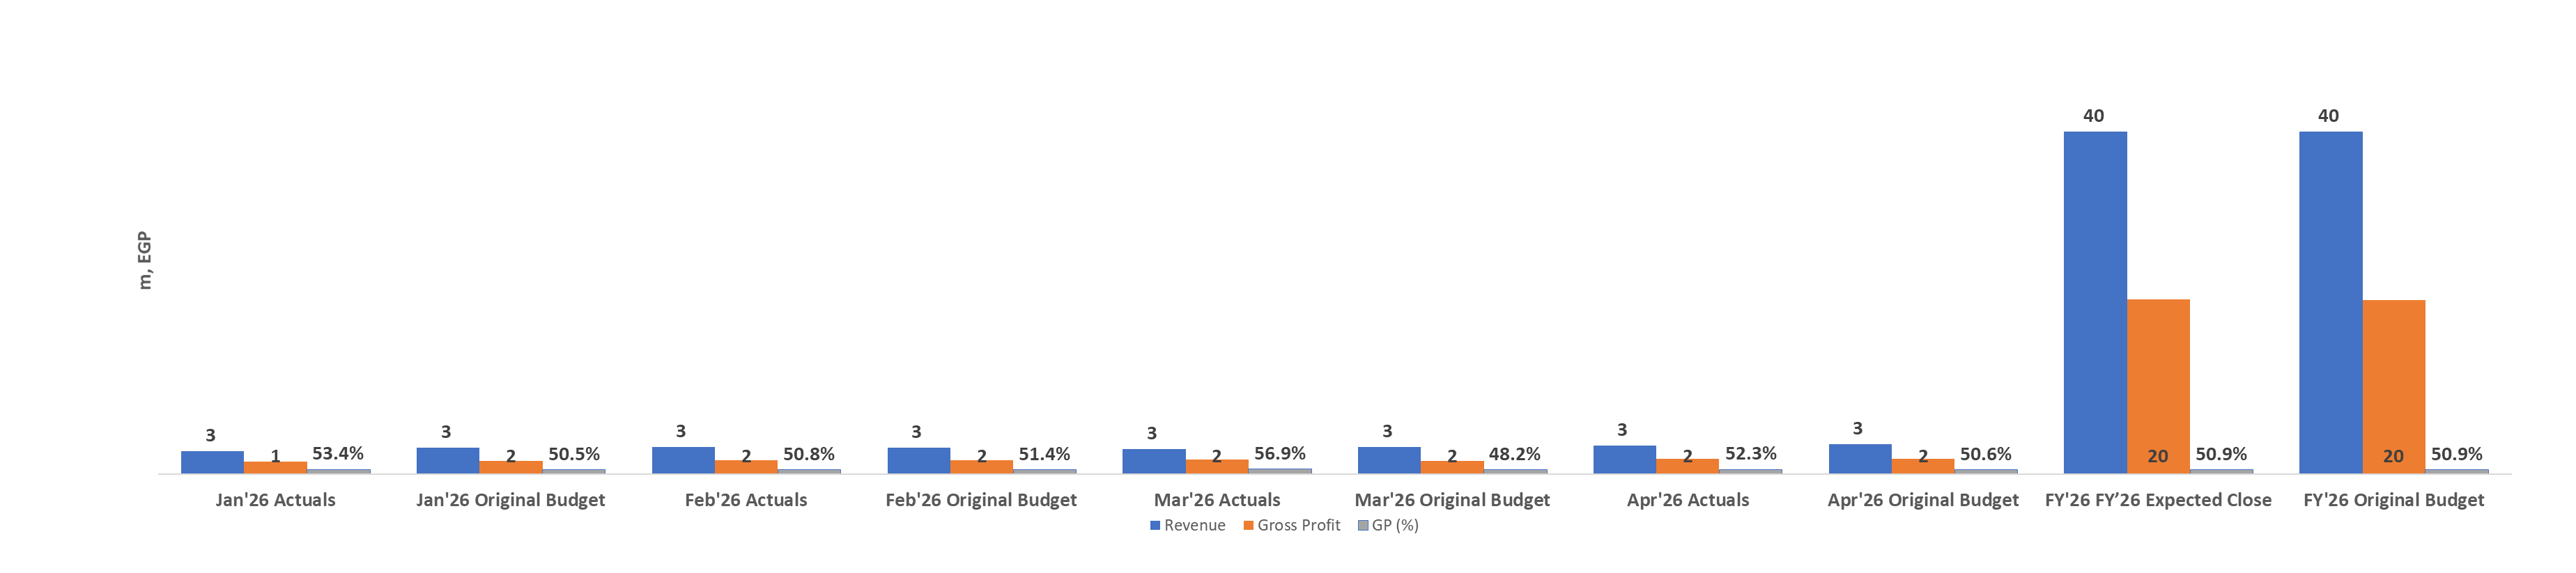 40 40
m, EGP
3 1 53.4% 3 2 50.5% 3 2 50.8% 3 2 51.4% 3 2 56.9% 3 2 48.2% 3 2 52.3% 3 2 50.6% 20 50.9% 20 50.9%
Jan'26 Actuals Jan'26 Original Budget Feb'26 Actuals Feb'26 Original Budget Mar'26 Actuals Mar'26 Original Budget Apr'26 Actuals Apr'26 Original Budget FY'26 FY’26 Expected Close FY'26 Original Budget
Revenue Gross Profit GP (%)